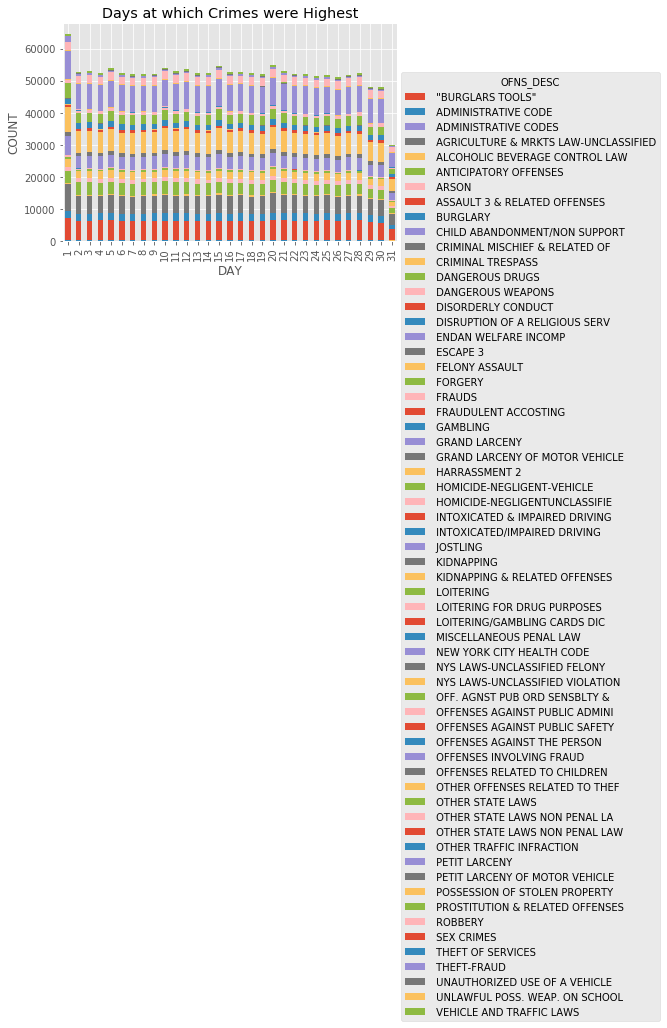 Days at which Crimes were Highest
COUNT
60000
50000
40000
30000
20000
10000
0
1 2 3 4 5 6 7 8 9 10 11 12 13 14 15 16 17 18 19 20 21 22 23 24 25 26 27 28 29 30 31
DAY
OFNS_DESC
"BURGLARS TOOLS"
ADMINISTRATIVE CODE
ADMINISTRATIVE CODES
AGRICULTURE & MRKTS LAW-UNCLASSIFIED
ALCOHOLIC BEVERAGE CONTROL LAW
ANTICIPATORY OFFENSES
ARSON
ASSAULT 3 & RELATED OFFENSES
BURGLARY
CHILD ABANDONMENT/NON SUPPORT
CRIMINAL MISCHIEF & RELATED OF
CRIMINAL TRESPASS
DANGEROUS DRUGS
DANGEROUS WEAPONS
DISORDERLY CONDUCT
DISRUPTION OF A RELIGIOUS SERV
ENDAN WELFARE INCOMP
ESCAPE 3
FELONY ASSAULT
FORGERY
FRAUDS
FRAUDULENT ACCOSTING
GAMBLING
GRAND LARCENY
GRAND LARCENY OF MOTOR VEHICLE
HARRASSMENT 2
HOMICIDE-NEGLIGENT-VEHICLE
HOMICIDE-NEGLIGENTUNCLASSIFIE
INTOXICATED & IMPAIRED DRIVING
INTOXICATED/IMPAIRED DRIVING
JOSTLING
KIDNAPPING
KIDNAPPING & RELATED OFFENSES
LOITERING
LOITERING FOR DRUG PURPOSES
LOITERING/GAMBLING CARDS DIC
MISCELLANEOUS PENAL LAW
NEW YORK CITY HEALTH CODE
NYS LAWS-UNCLASSIFIED FELONY
NYS LAWS-UNCLASSIFIED VIOLATION
OFF. AGNST PUB ORD SENSBLTY &
OFFENSES AGAINST PUBLIC ADMINI
OFFENSES AGAINST PUBLIC SAFETY
OFFENSES AGAINST THE PERSON
OFFENSES INVOLVING FRAUD
OFFENSES RELATED TO CHILDREN
OTHER OFFENSES RELATED TO THEF
OTHER STATE LAWS
OTHER STATE LAWS NON PENAL LA
OTHER STATE LAWS NON PENAL LAW
OTHER TRAFFIC INFRACTION
PETIT LARCENY
PETIT LARCENY OF MOTOR VEHICLE
POSSESSION OF STOLEN PROPERTY
PROSTITUTION & RELATED OFFENSES
ROBBERY
SEX CRIMES
THEFT OF SERVICES
THEFT-FRAUD
UNAUTHORIZED USE OF A VEHICLE
UNLAWFUL POSS. WEAP. ON SCHOOL
VEHICLE AND TRAFFIC LAWS